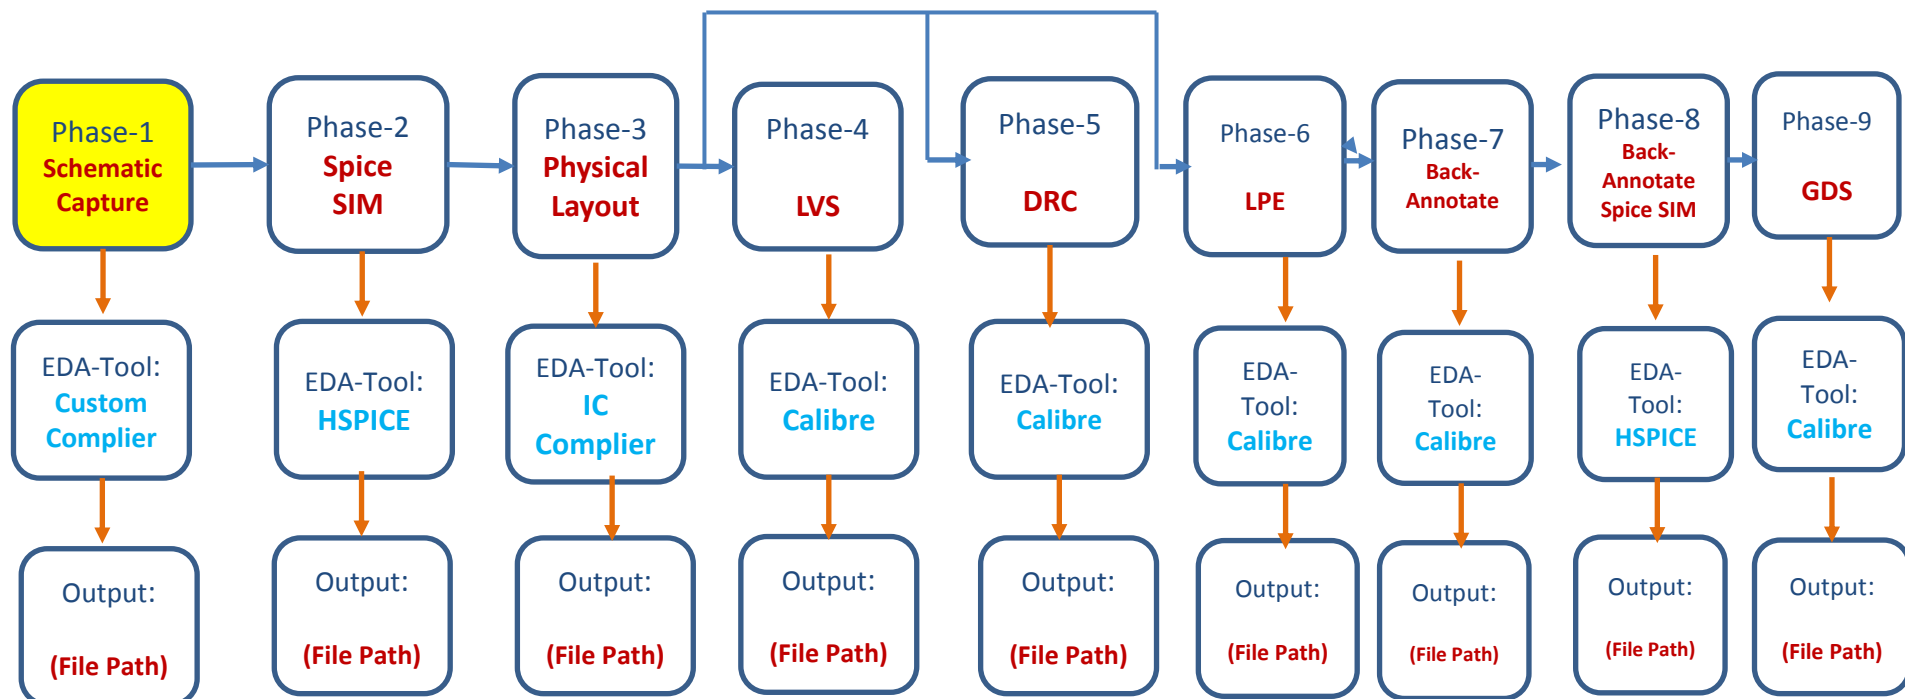 Phase-1
Schematic
Capture
Phase-2
Spice
SIM
Phase-3
Physical
Layout
Phase-4
LVS
Phase-5
DRC
Phase-6
LPE
Phase-7
Back-
Annotate
Phase-8
Back-
Annotate
Spice SIM
Phase-9
GDS
EDA-Tool:
Custom
Complier
EDA-Tool:
HSPICE
EDA-Tool:
IC
Complier
EDA-Tool:
Calibre
EDA-Tool:
Calibre
EDA-
Tool:
Calibre
EDA-
Tool:
Calibre
EDA-
Tool:
HSPICE
EDA-
Tool:
Calibre
Output:
(File Path)
Output:
(File Path)
Output:
(File Path)
Output:
(File Path)
Output:
(File Path)
Output:
(File Path)
Output:
(File Path)
Output:
(File Path)
Output:
(File Path)